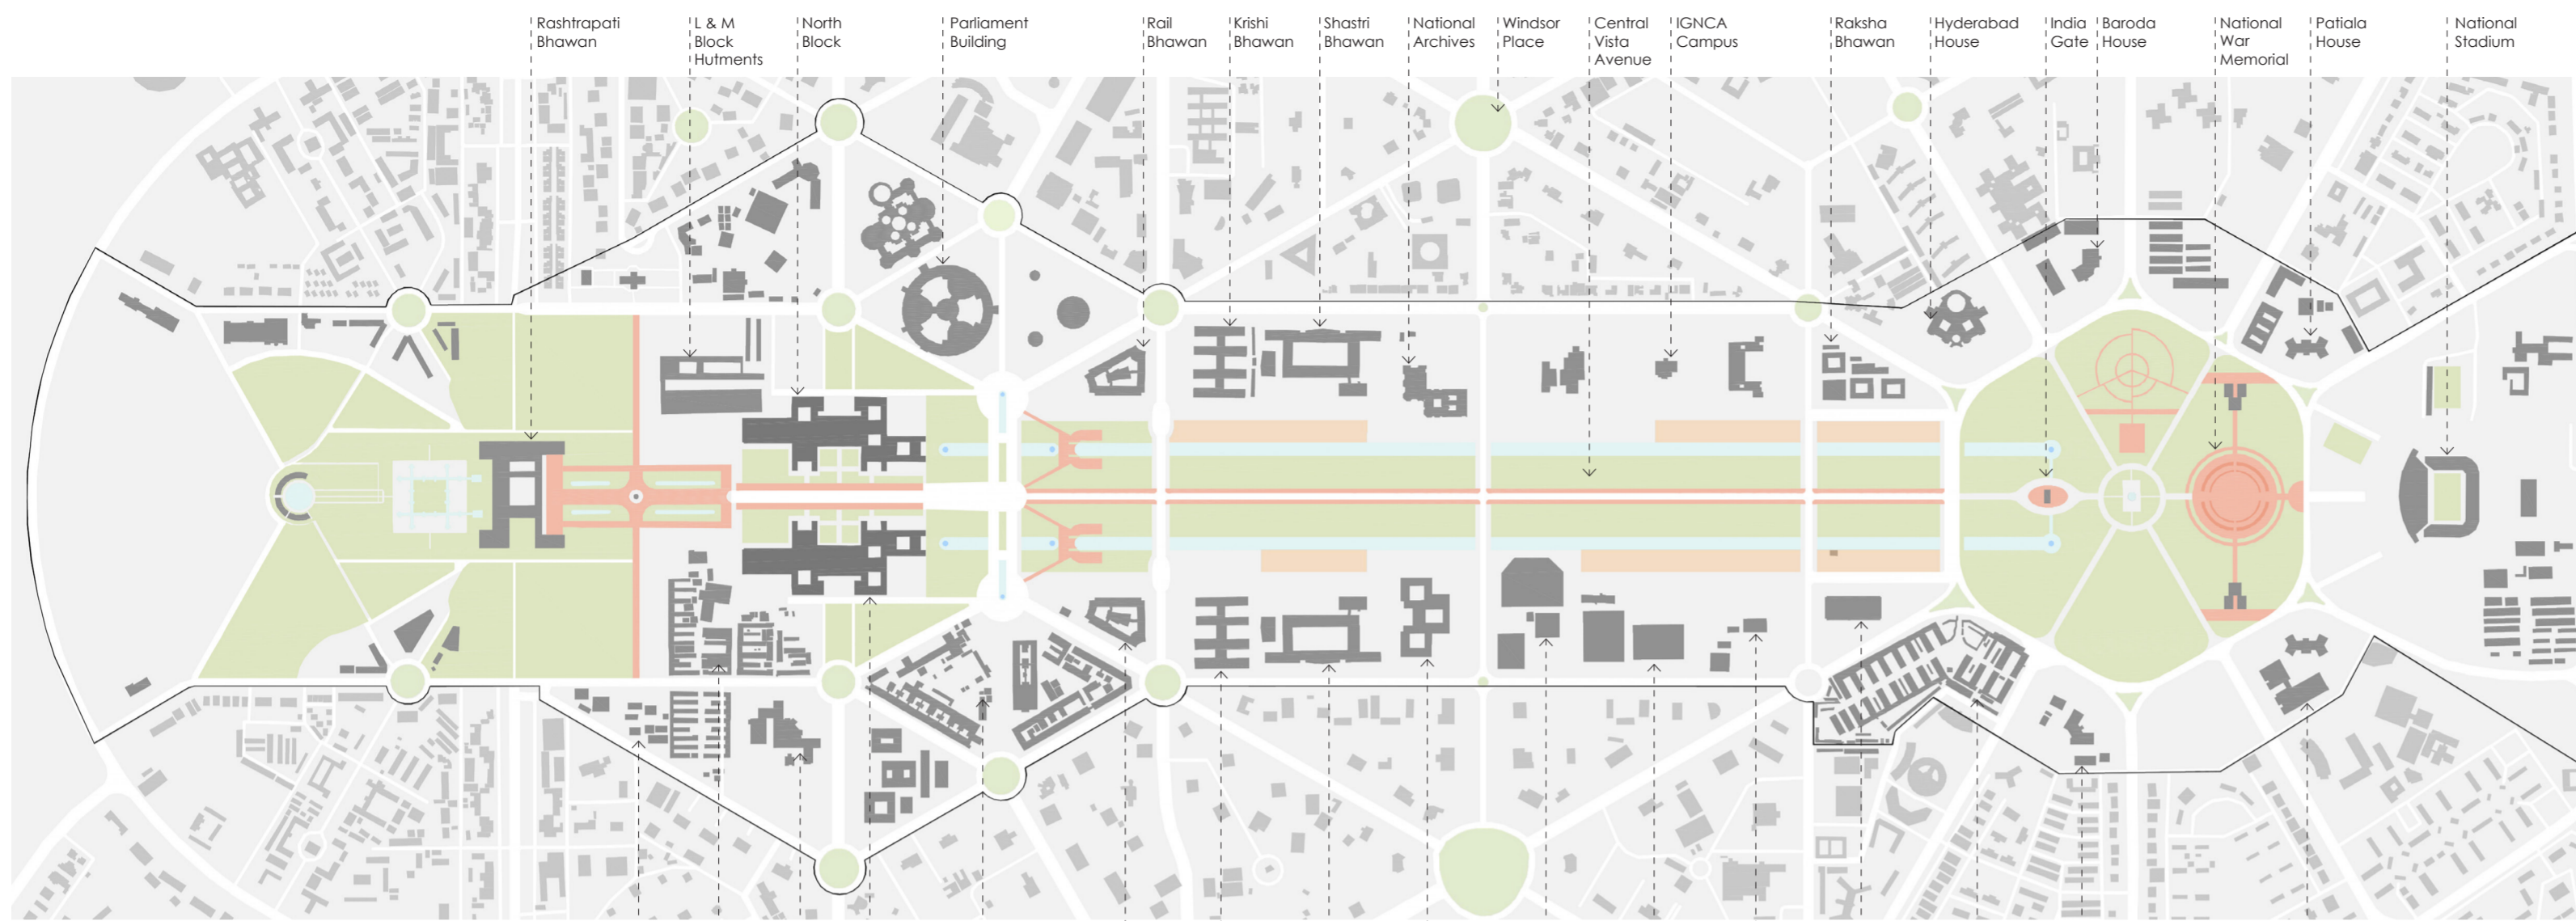 Rashtrapati
Bhawan
L & M
Block
Hutments
North
Block
Parliament
Building
Rail
Bhawan
Krishi
Bhawan
Shastri
Bhawan
National
Archives
Windsor
Place
Central
Vista
Avenue
IGNCA
Campus
Raksha
Bhawan
Hyderabad
House
India
Gate
Baroda
House
National
War
Memorial
Patiala
House
National
Stadium